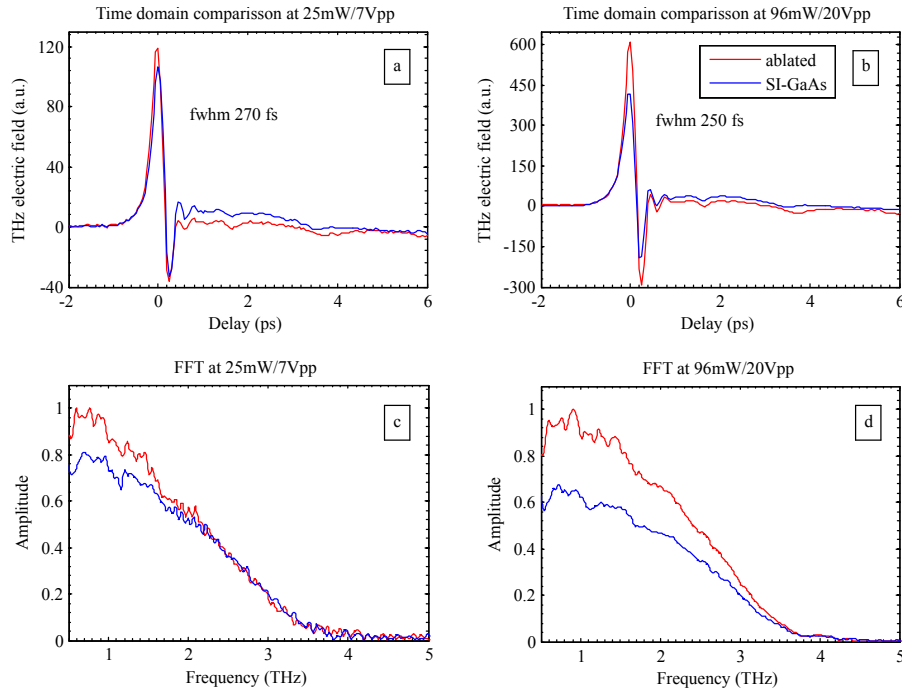 Time domain comparisson at 25mW/7Vpp
120
80
40
0
-40
THz electric field (a.u.)
a
fwhm 270 fs
-2
0
2
4
6
Delay (ps)
Time domain comparisson at 96mW/20Vpp
600
450
300
150
0
-150
-300
THz electric field (a.u.)
b
ablated
SI-GaAs
fwhm 250 fs
-2
0
2
4
6
Delay (ps)
FFT at 25mW/7Vpp
1
0.8
0.6
0.4
0.2
0
Amplitude
c
1
2
3
4
5
Frequency (THz)
FFT at 96mW/20Vpp
1
0.8
0.6
0.4
0.2
0
Amplitude
d
1
2
3
4
5
Frequency (THz)